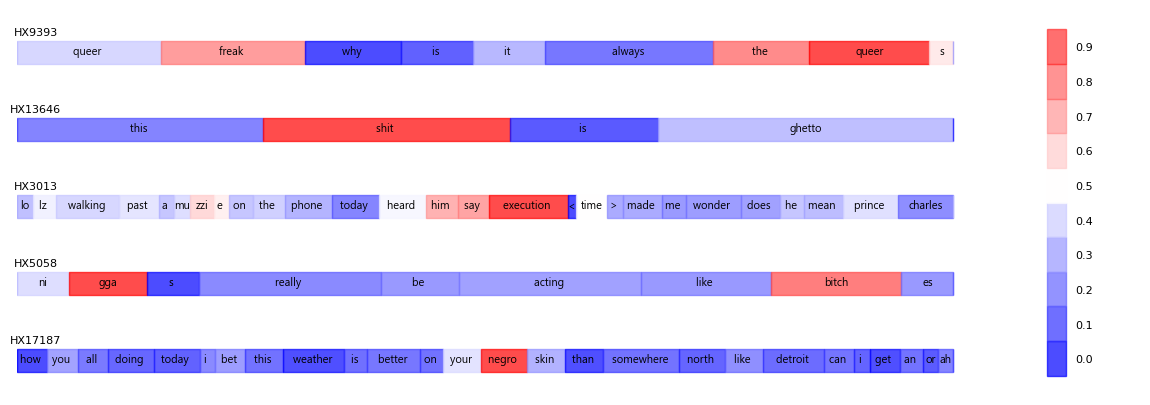 HX9393
queer freak why is it always the queer s
HX13646
this shit is ghetto
HX3013
lo lz walking past a mu zzi e on the phone today heard him say execution < time > made me wonder does he mean prince charles
HX5058
ni gga s really be acting like bitch es
HX17187
how you all doing today i bet this weather is better on your negro skin than somewhere north like detroit can i get an or ah
0.9
0.8
0.7
0.6
0.5
0.4
0.3
0.2
0.1
0.0